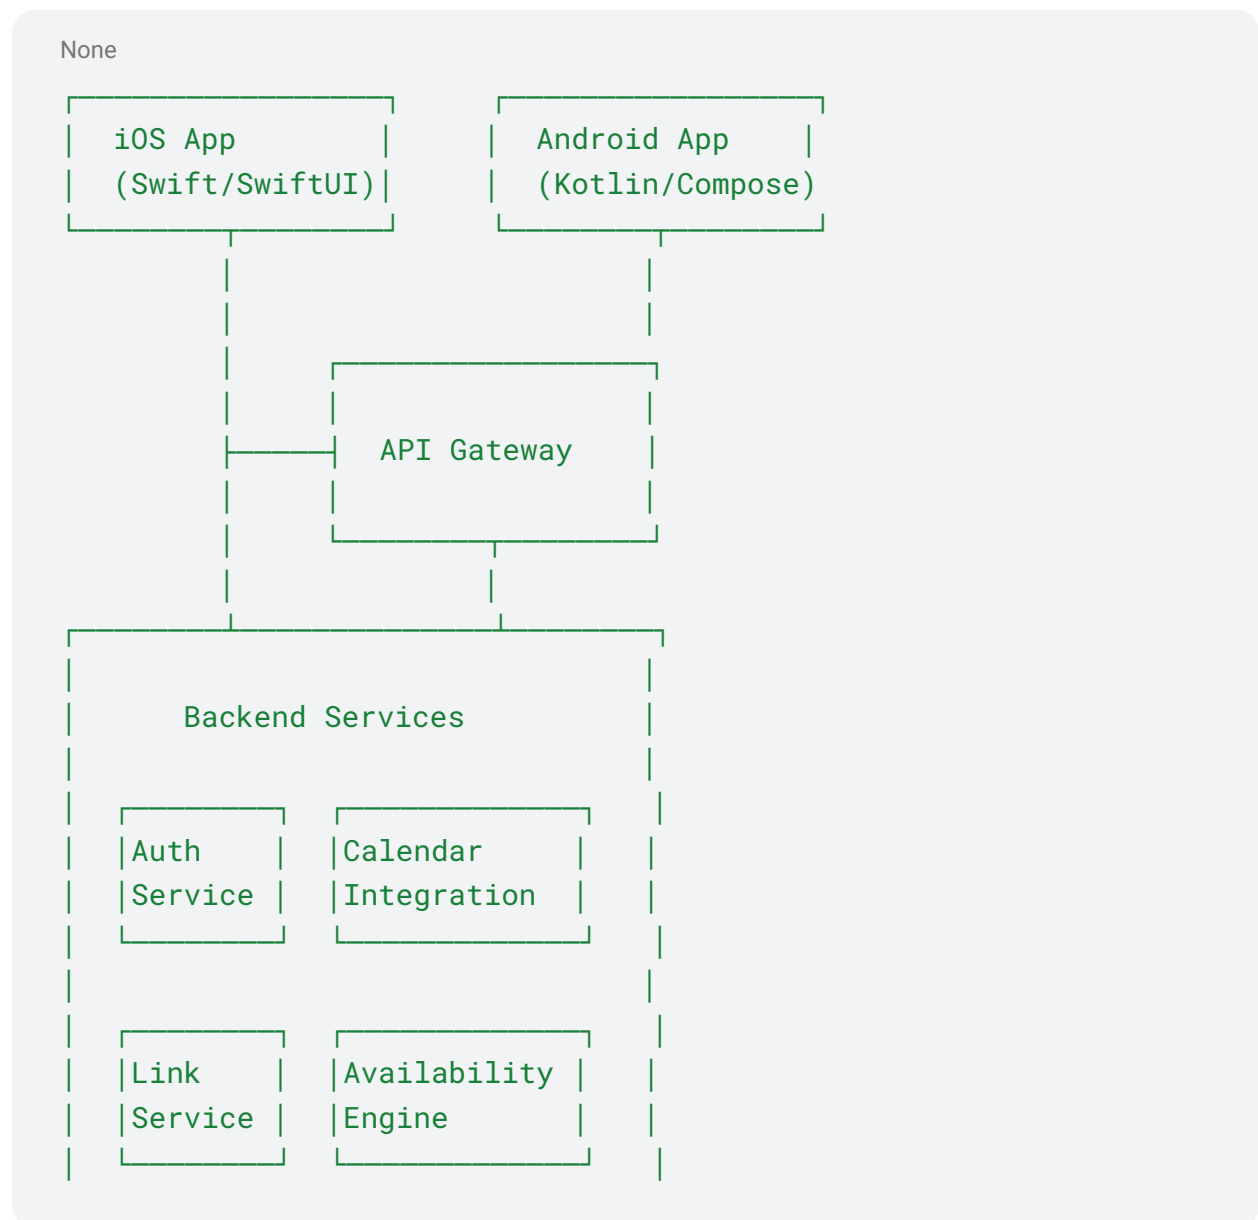 None
iOS App Android App
(Swift/SwiftUI) (Kotlin/Compose)
API Gateway
Backend Services
Auth Calendar
Service Integration
Link Availability
Service Engine